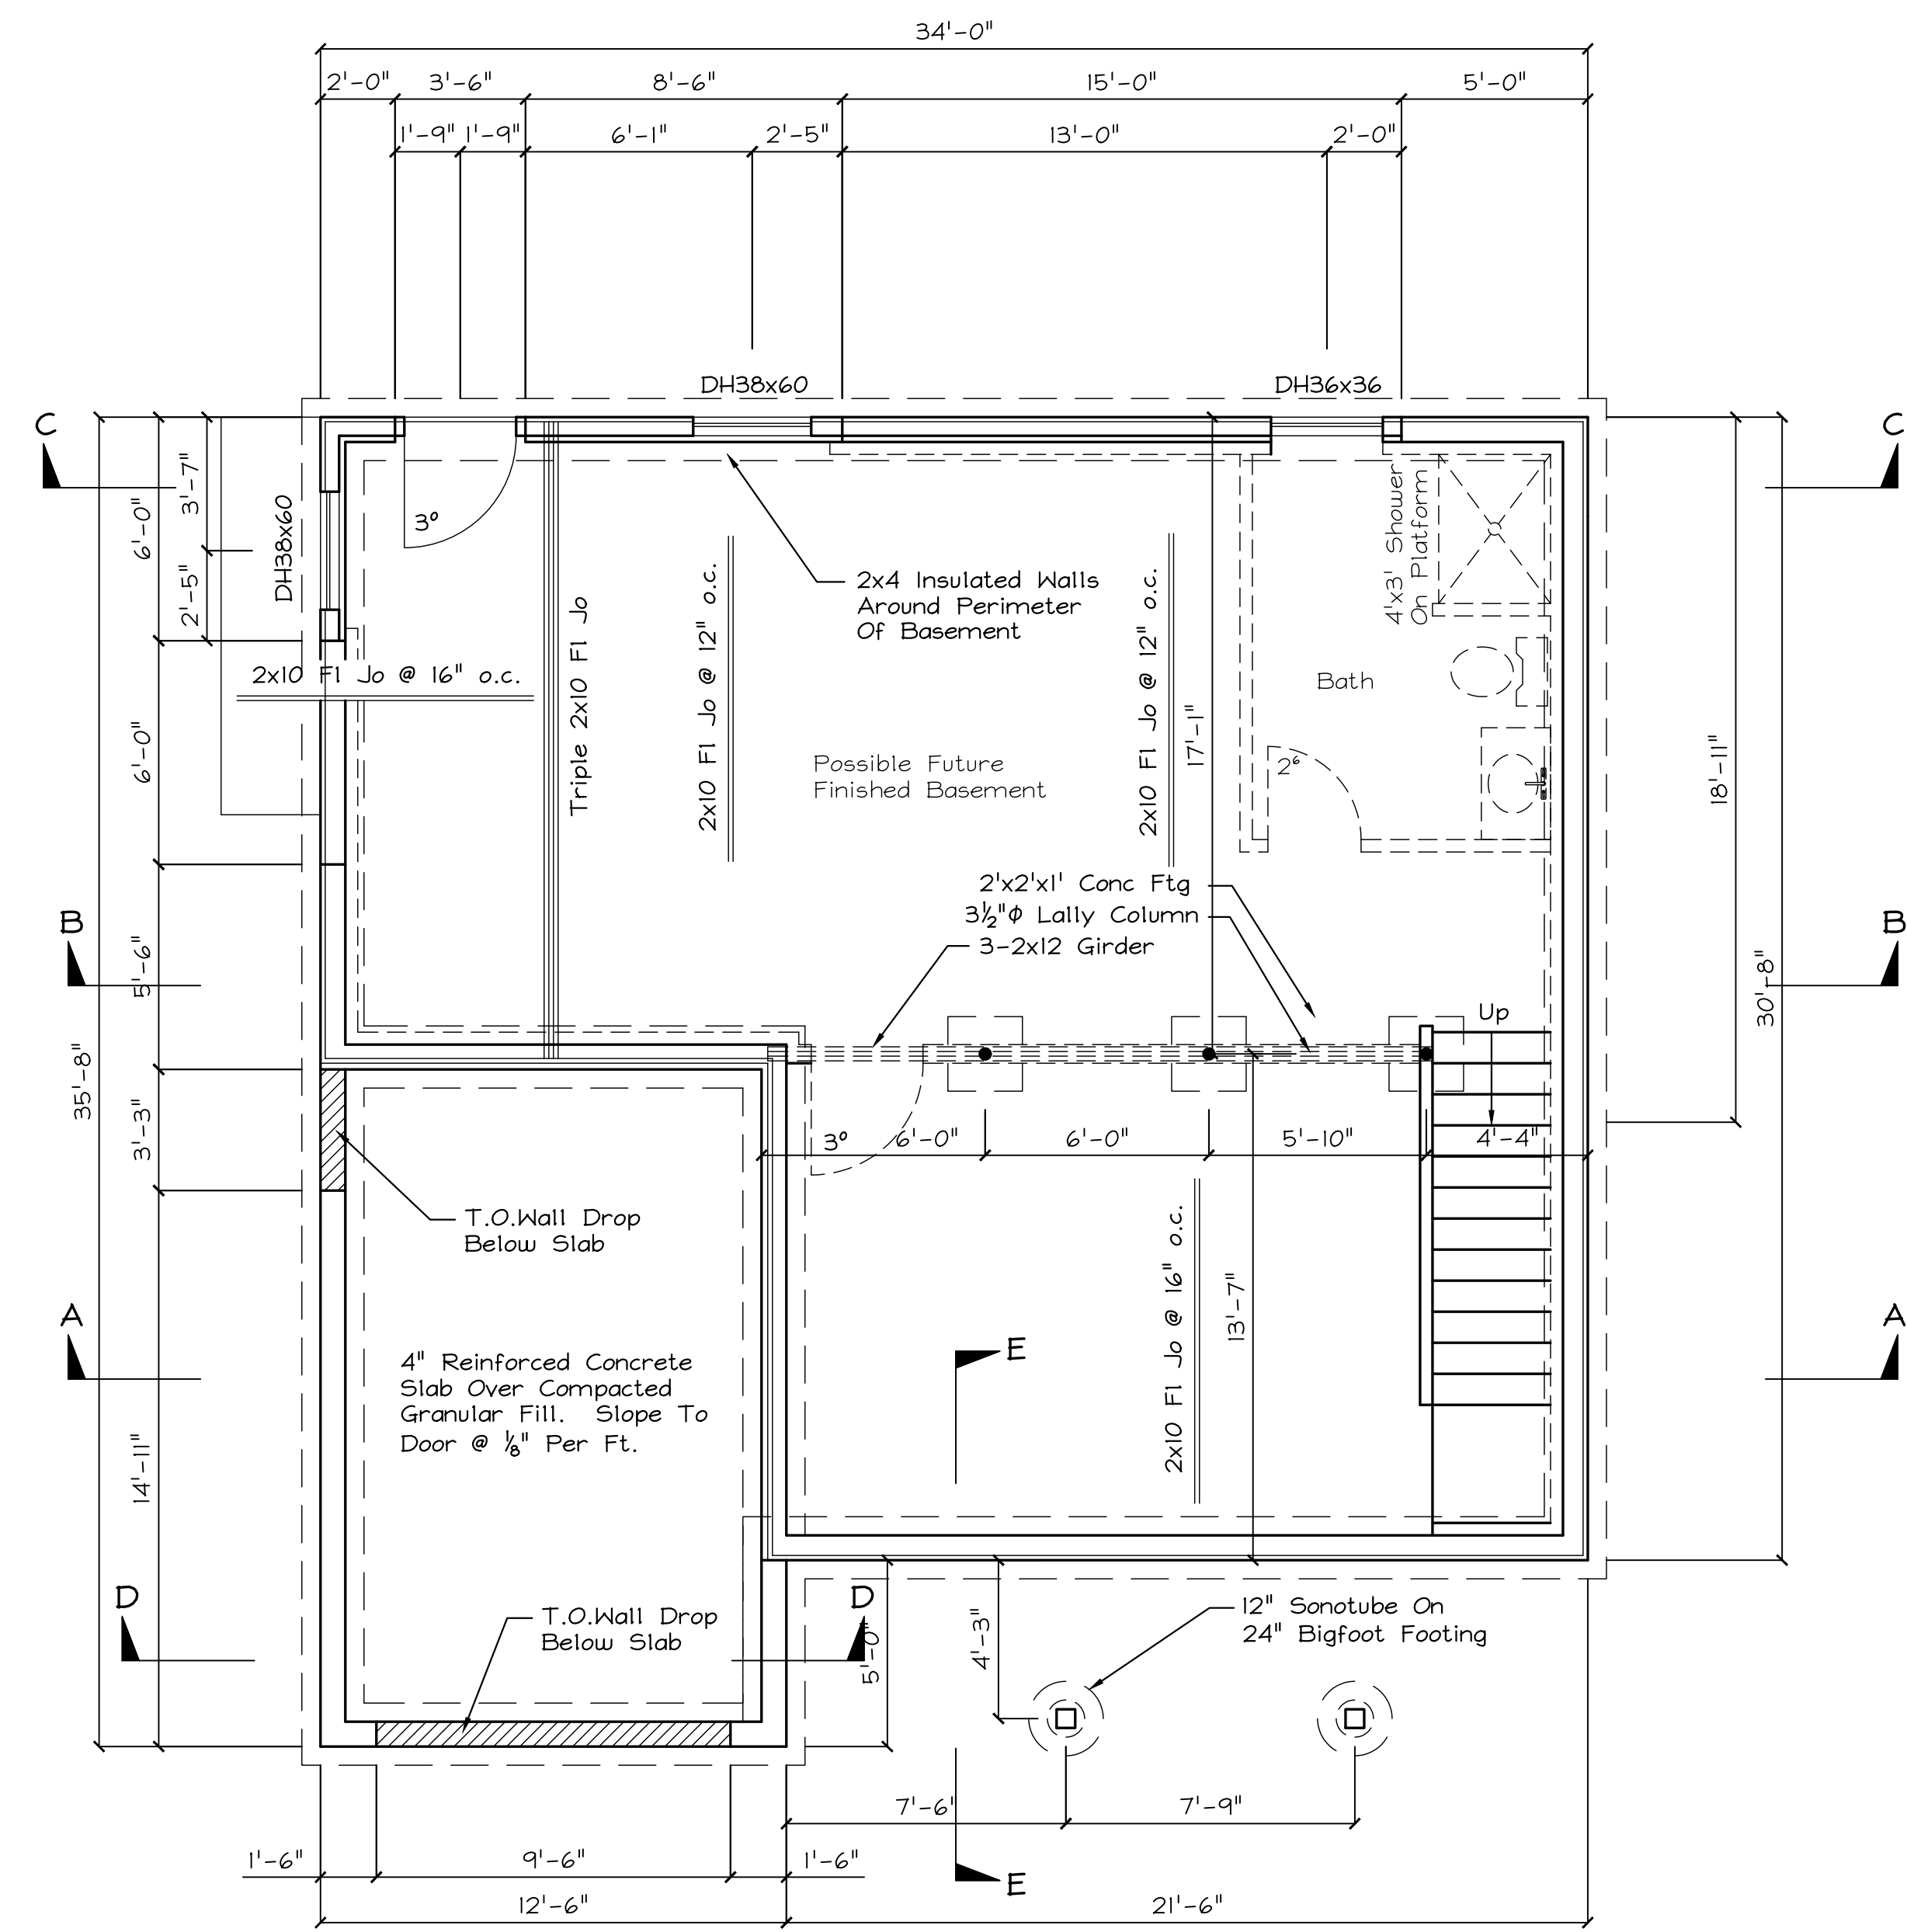 34'-0"
2'-0" 3'-6" 8'-6" 15'-0" 5'-0"
1'-9" 1'-9" 6'-1" 2'-5" 13'-0" 2'-0"
DH38x60 DH36x36
C C
3'-7"
6'-0"
2'-5"
DH38x60
3⁰
4'x3' Shower
On Platform
2x4 Insulated Walls
Around Perimeter
Of Basement
2x10 Fl Jo @ 16" o.c.
Triple 2x10 Fl Jo
2x10 Fl Jo @ 12" o.c.
2x10 Fl Jo @ 12" o.c.
17'-1"
Bath
6'-0"
Possible Future
Finished Basement
2⁶
18'-11"
2'x2'x1' Conc Ftg
3½"Φ Lally Column
3-2x12 Girder
B B
5'-6"
30'-8"
Up
35'-8"
3'-3"
3⁰ 6'-0" 6'-0" 5'-10" 4'-4"
T.O.Wall Drop
Below Slab
2x10 Fl Jo @ 16" o.c.
13'-7"
A A
E
4" Reinforced Concrete
Slab Over Compacted
Granular Fill. Slope To
Door @ ⅛" Per Ft.
14'-11"
D D
T.O.Wall Drop
Below Slab
5'-0"
4'-3"
12" Sonotube On
24" Bigfoot Footing
7'-6' 7'-9"
1'-6" 9'-6" 1'-6"
E
12'-6" 21'-6"